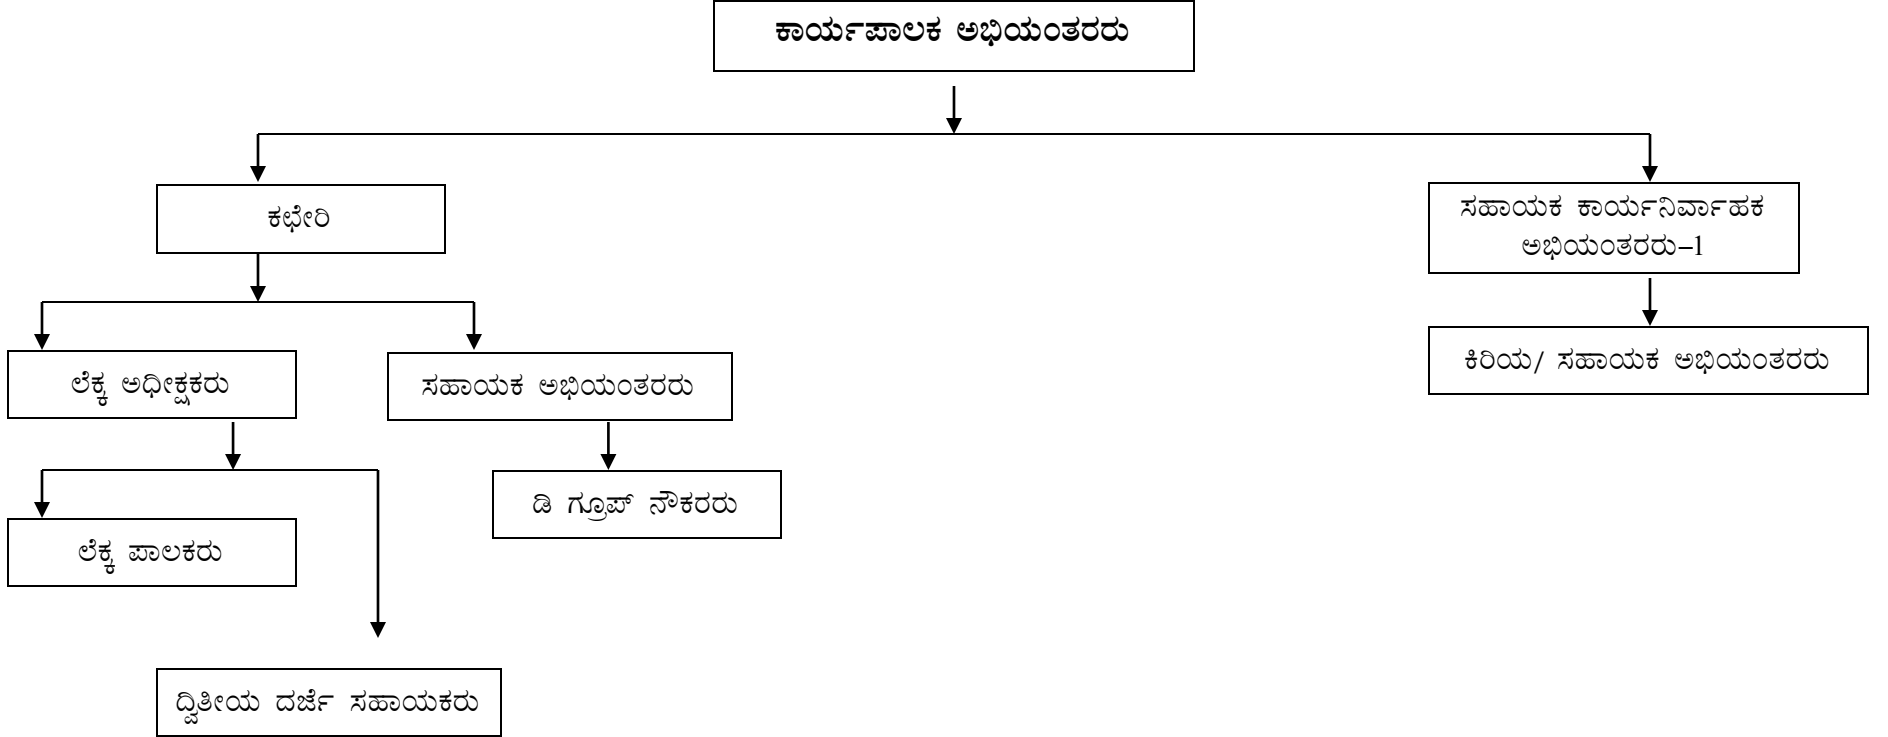 ಕಾರ್ಯಪಾಲಕ ಅಭಿಯಂತರರು
ಕಛೇರಿ
ಸಹಾಯಕ ಕಾರ್ಯನಿರ್ವಾಹಕ
ಅಭಿಯಂತರರು-1
ಲೆಕ್ಕ ಅಧೀಕ್ಷಕರು
ಸಹಾಯಕ ಅಭಿಯಂತರರು
ಕಿರಿಯ/ ಸಹಾಯಕ ಅಭಿಯಂತರರು
ಡಿ ಗ್ರೂಪ್ ನೌಕರರು
ಲೆಕ್ಕ ಪಾಲಕರು
ದ್ವಿತೀಯ ದರ್ಜೆ ಸಹಾಯಕರು